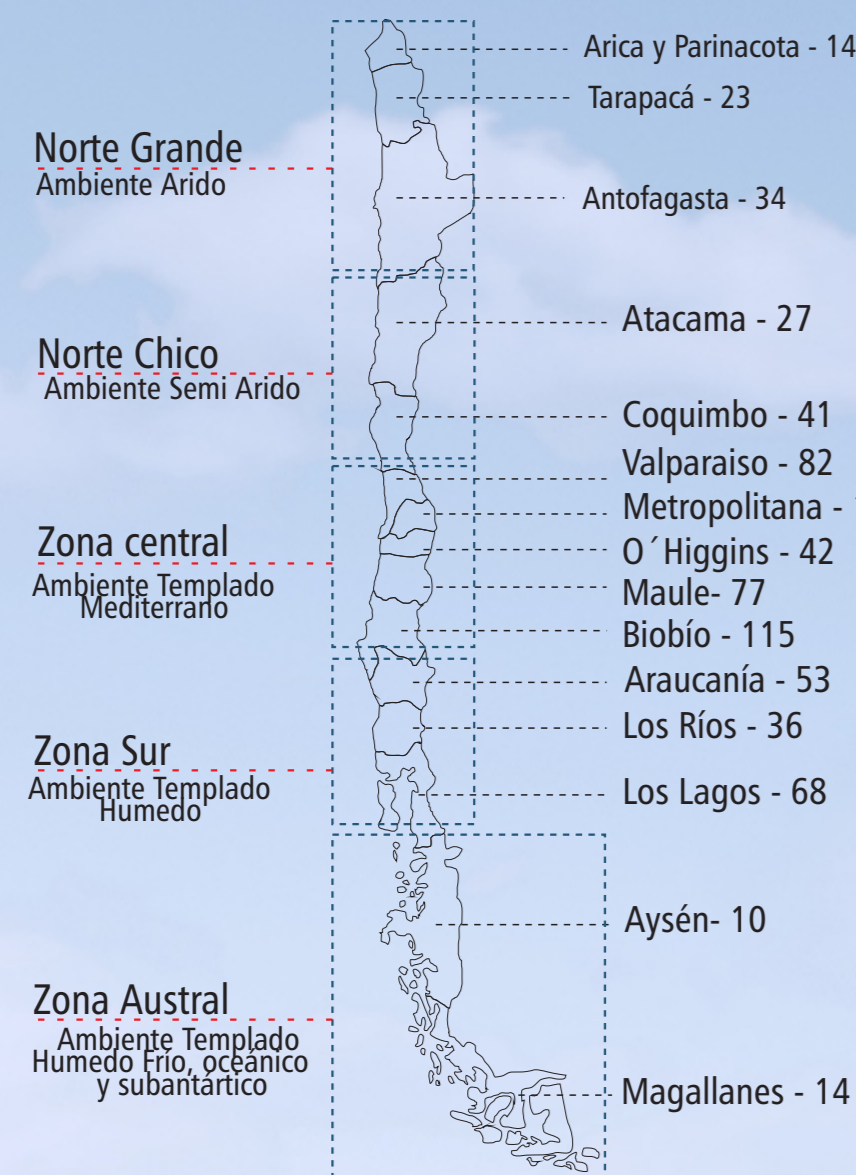 Arica y Parinacota - 14
Tarapacá - 23
Norte Grande
Ambiente Arido
Antofagasta - 34
Atacama - 27
Norte Chico
Ambiente Semi Arido
Coquimbo - 41
Valparaiso - 82
Metropolitana -
Zona central
O´Higgins - 42
Ambiente Templado
Mediterrano
Maule- 77
Biobío - 115
Araucanía - 53
Los Ríos - 36
Zona Sur
Ambiente Templado
Humedo
Los Lagos - 68
Aysén- 10
Zona Austral
Ambiente Templado
Humedo Frío, océánico
y subantártico
Magallanes - 14